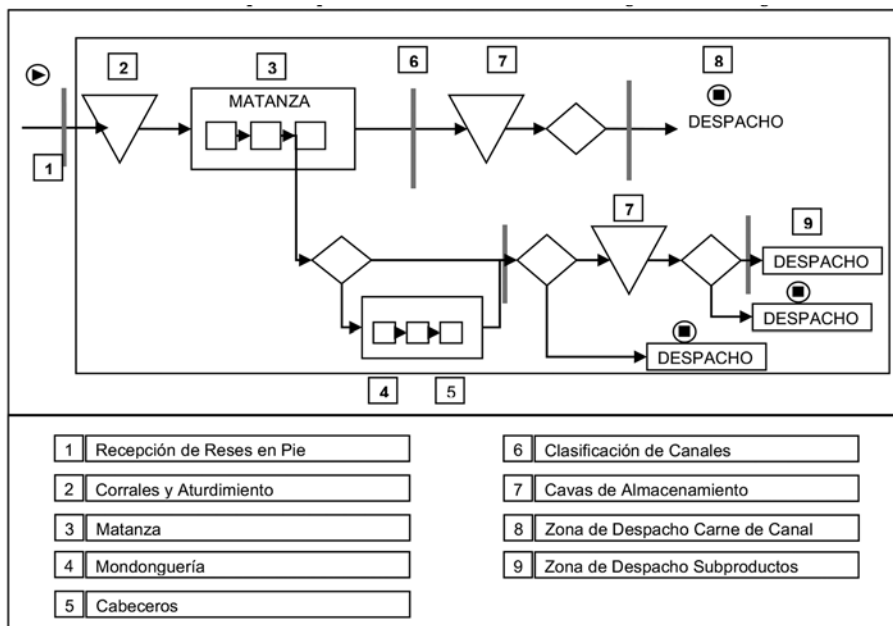 2
3
6
7
8
MATANZA
DESPACHO
1
7
9
DESPACHO
DESPACHO
DESPACHO
4
5
1 Recepción de Reses en Pie
2 Corrales y Aturdimiento
3 Matanza
4 Mondonguería
5 Cabeceros
6 Clasificación de Canales
7 Cavas de Almacenamiento
8 Zona de Despacho Carne de Canal
9 Zona de Despacho Subproductos